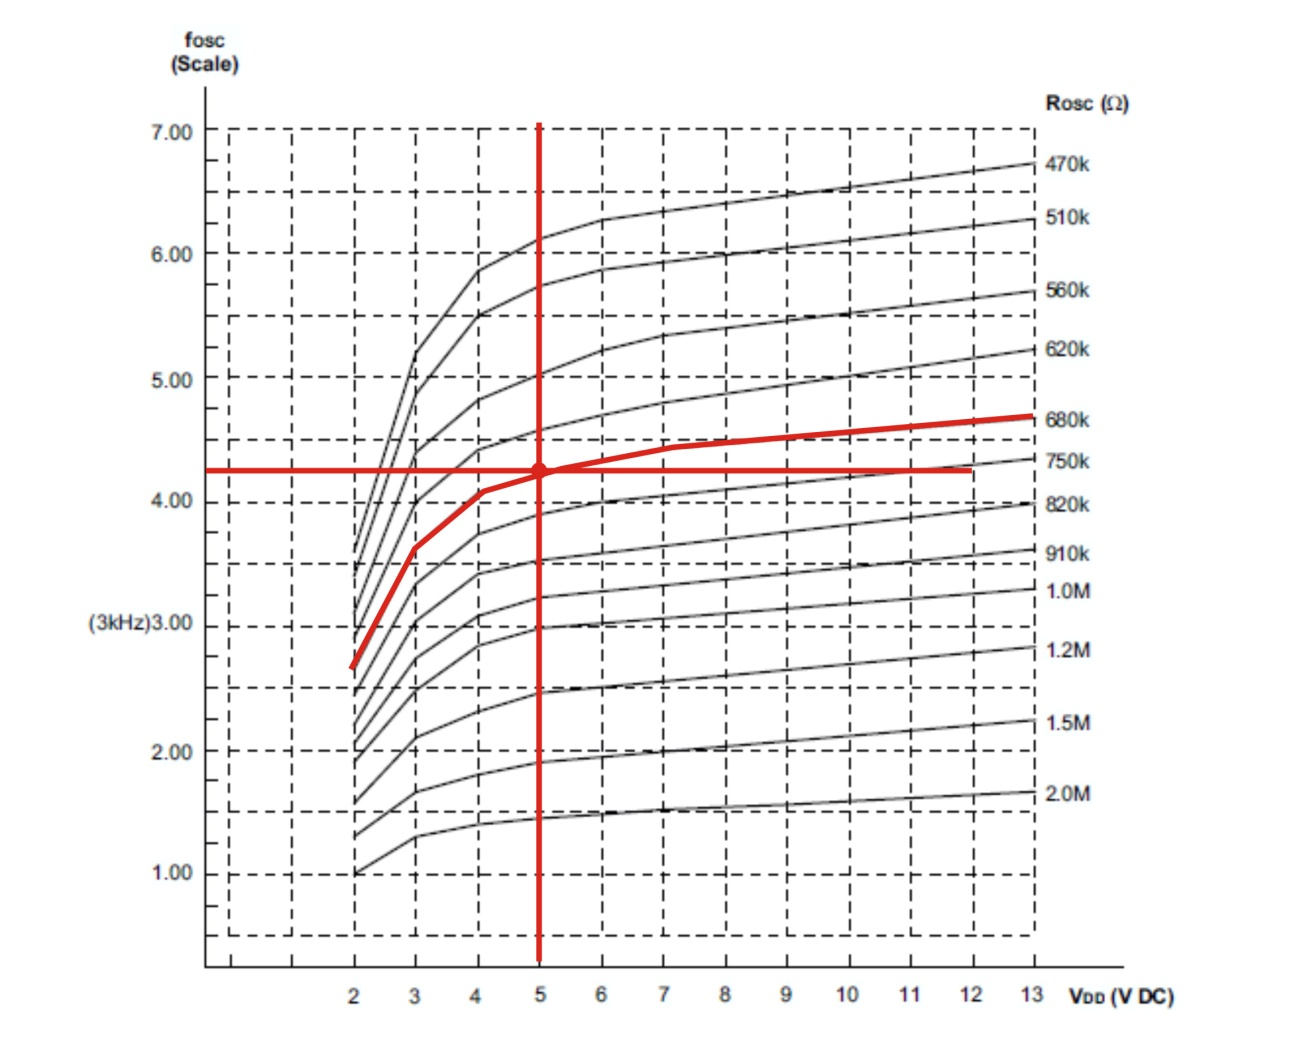 fosc
(Scale)
Rosc (Ω)
7.00
470k
510k
6.00
560k
620k
5.00
680k
750k
4.00
820k
910k
1.0M
(3kHz)3.00
1.2M
1.5M
2.00
2.0M
1.00
2 3 4 5 6 7 8 9 10 11 12 13 VDD (V DC)